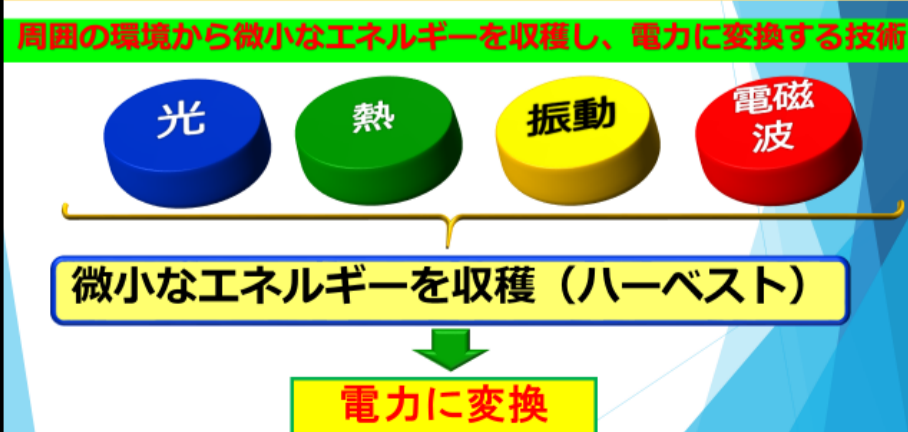 周囲の環境から微小なエネルギーを収穫し、電力に変換する技術
光
熱
振動
電磁
波
微小なエネルギーを収穫（ハーベスト）
電力に変換